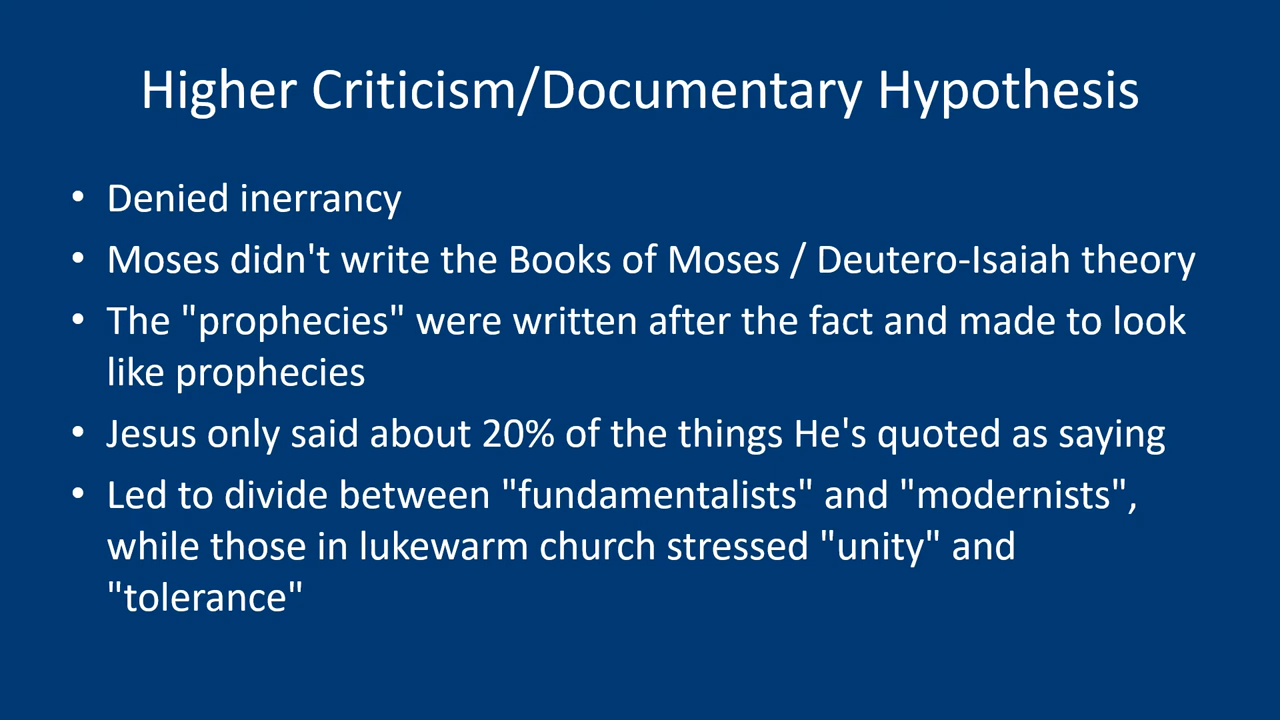 Higher Criticism/Documentary Hypothesis
• Denied inerrancy
• Moses didn't write the Books of Moses / Deutero-Isaiah theory
• The "prophecies" were written after the fact and made to look
like prophecies
• Jesus only said about 20% of the things He's quoted as saying
• Led to divide between "fundamentalists" and "modernists",
while those in lukewarm church stressed "unity" and
"tolerance"